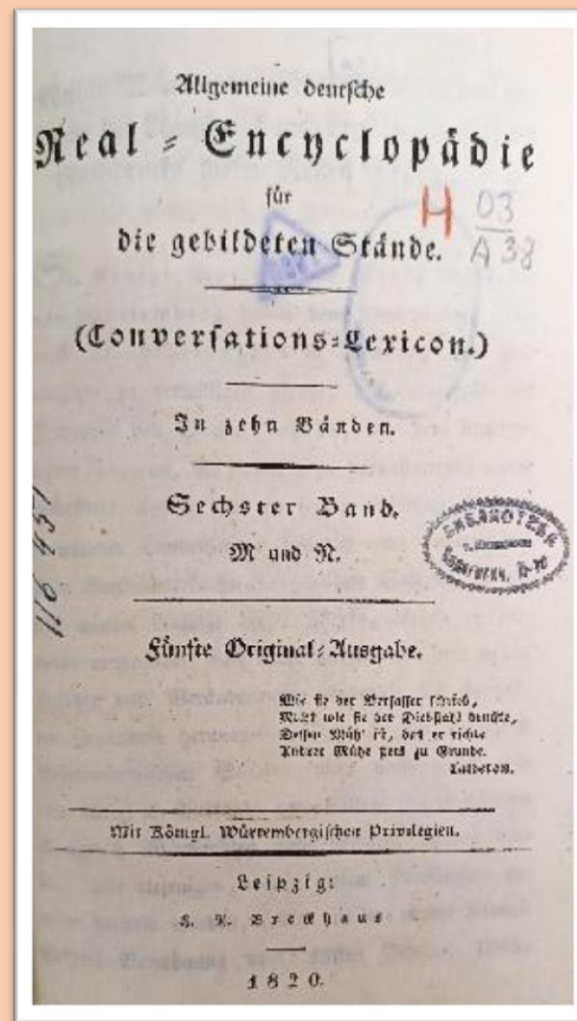 Allgemeine deutsche
Real-Encyclopädie
für
die gebildeten Stände.
H 03
A 38
(Conversations-Lexicon.)
In zehn Bänden.
Sechster Band.
M und N.
Fünfte Original-Ausgabe.
Wie sie der Verfasser schrieb,
Nicht wie sie der Diebstahl druckte,
Dessen Müh' ist, daß er richte
Andrer Mühe stets zu Grunde.
Calderon.
Mit Königl. Würtembergischen Privilegien.
Leipzig:
F. A. Brockhaus
1820.